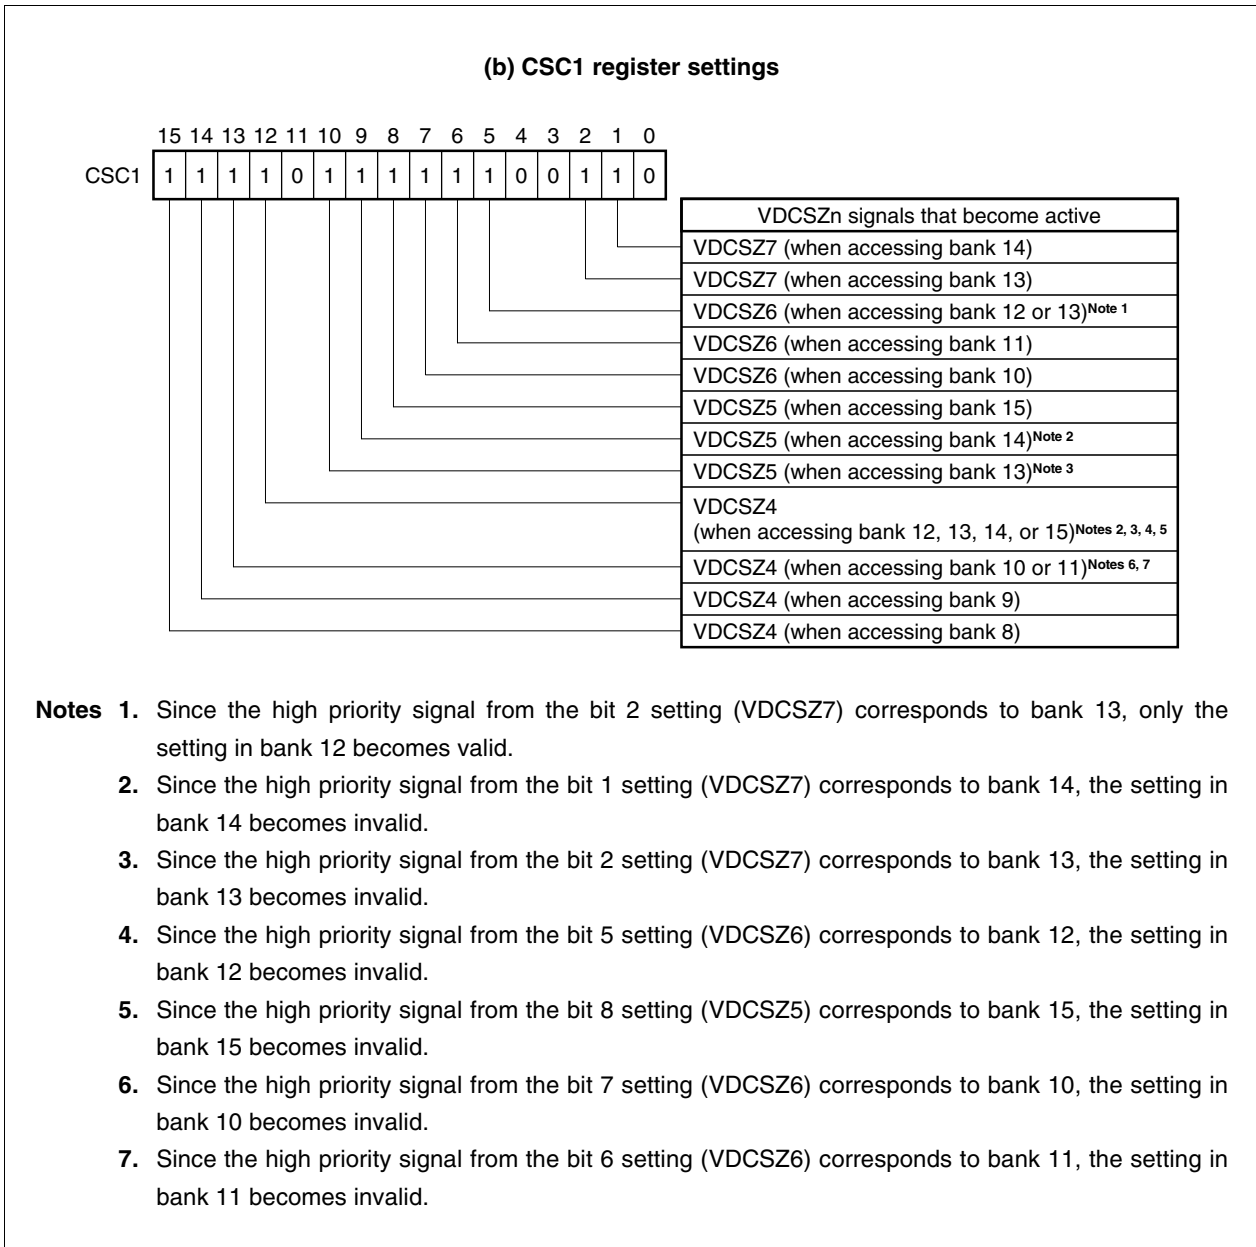 (b) CSC1 register settings
15 14 13 12 11 10 9 8 7 6 5 4 3 2 1 0
CSC1 1 1 1 1 0 1 1 1 1 1 1 0 0 1 1 0
VDCSZn signals that become active
VDCSZ7 (when accessing bank 14)
VDCSZ7 (when accessing bank 13)
VDCSZ6 (when accessing bank 12 or 13)Note 1
VDCSZ6 (when accessing bank 11)
VDCSZ6 (when accessing bank 10)
VDCSZ5 (when accessing bank 15)
VDCSZ5 (when accessing bank 14)Note 2
VDCSZ5 (when accessing bank 13)Note 3
VDCSZ4
(when accessing bank 12, 13, 14, or 15)Notes 2, 3, 4, 5
VDCSZ4 (when accessing bank 10 or 11)Notes 6, 7
VDCSZ4 (when accessing bank 9)
VDCSZ4 (when accessing bank 8)
Notes 1. Since the high priority signal from the bit 2 setting (VDCSZ7) corresponds to bank 13, only the
setting in bank 12 becomes valid.
2. Since the high priority signal from the bit 1 setting (VDCSZ7) corresponds to bank 14, the setting in
bank 14 becomes invalid.
3. Since the high priority signal from the bit 2 setting (VDCSZ7) corresponds to bank 13, the setting in
bank 13 becomes invalid.
4. Since the high priority signal from the bit 5 setting (VDCSZ6) corresponds to bank 12, the setting in
bank 12 becomes invalid.
5. Since the high priority signal from the bit 8 setting (VDCSZ5) corresponds to bank 15, the setting in
bank 15 becomes invalid.
6. Since the high priority signal from the bit 7 setting (VDCSZ6) corresponds to bank 10, the setting in
bank 10 becomes invalid.
7. Since the high priority signal from the bit 6 setting (VDCSZ6) corresponds to bank 11, the setting in
bank 11 becomes invalid.